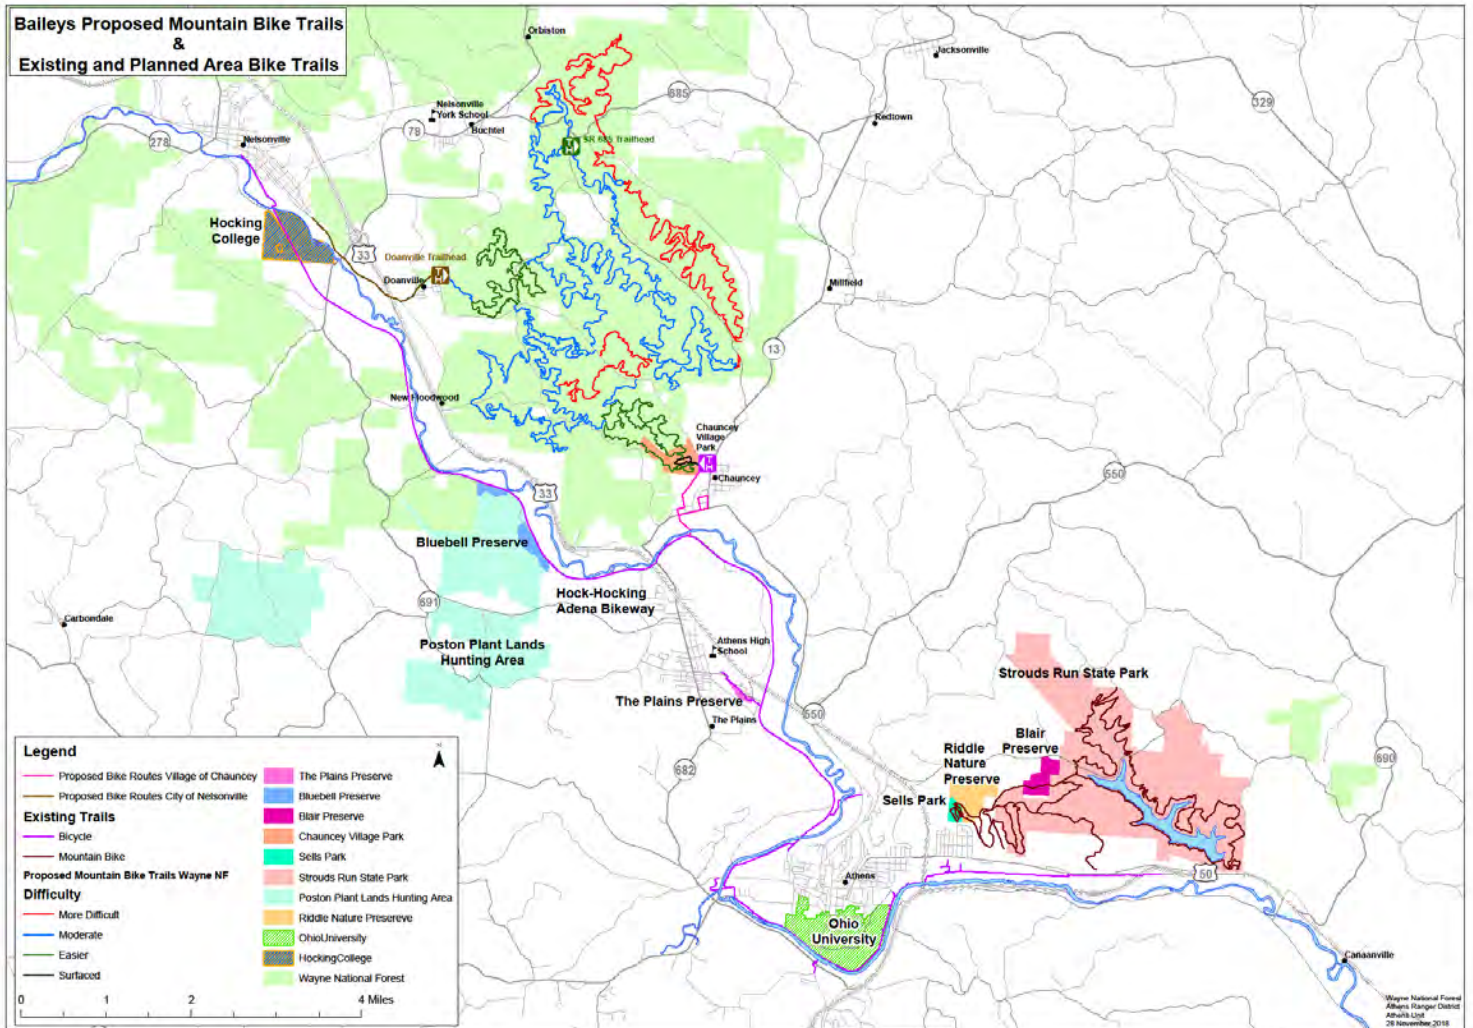 Baileys Proposed Mountain Bike Trails
&
Existing and Planned Area Bike Trails
Orbiston
Jacksonville
685
329
Nelsonville
York School
Buchtel
78
Redtown
278
Nelsonville
SR 685 Trailhead
Hocking
College
33
Doanville Trailhead
TH
Doanville
Millfield
13
New Floodwood
Chauncey
Village
Park
TH
Chauncey
550
33
Bluebell Preserve
Hock-Hocking
Adena Bikeway
691
Carbondale
Poston Plant Lands
Hunting Area
Athens High
School
Strouds Run State Park
The Plains Preserve
The Plains
550
682
Blair
Preserve
Riddle
Nature
Preserve
690
Sells Park
50
Athens
Ohio
University
Canaanville
Legend
Proposed Bike Routes Village of Chauncey
Proposed Bike Routes City of Nelsonville
Existing Trails
Bicycle
Mountain Bike
Proposed Mountain Bike Trails Wayne NF
Difficulty
More Difficult
Moderate
Easier
Surfaced
The Plains Preserve
Bluebell Preserve
Blair Preserve
Chauncey Village Park
Sells Park
Strouds Run State Park
Poston Plant Lands Hunting Area
Riddle Nature Presereve
OhioUniversity
HockingCollege
Wayne National Forest
0 1 2 4 Miles
Wayne National Forest
Athens Ranger District
Athens Unit
28 November 2018